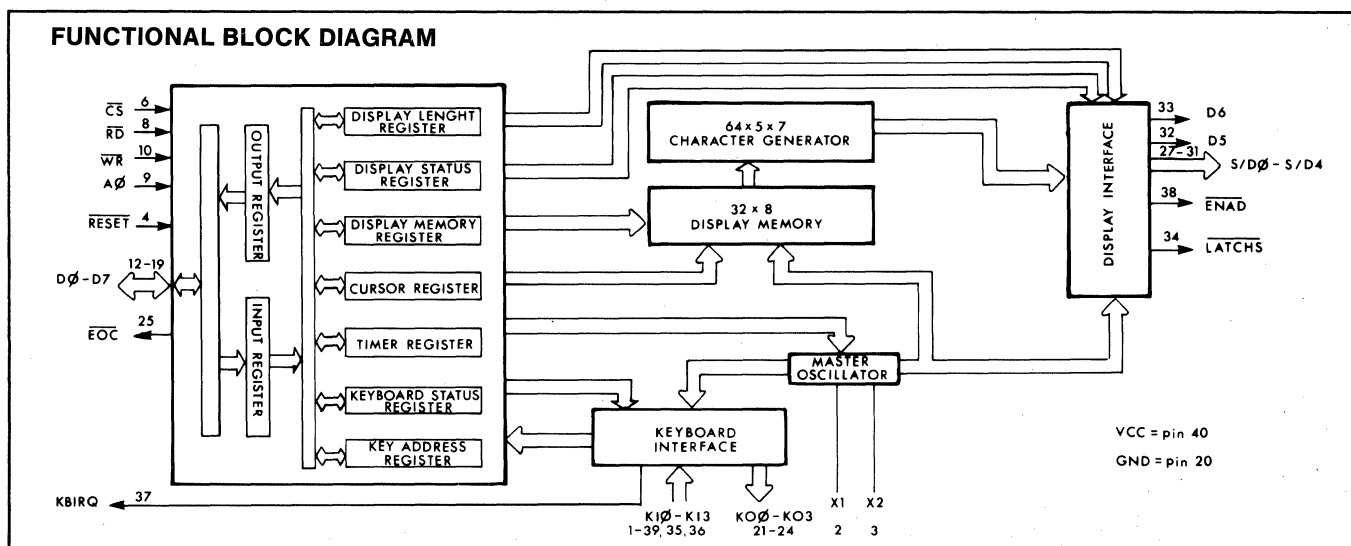 FUNCTIONAL BLOCK DIAGRAM
CS 6
RD 8
WR 10
AØ 9
RESET 4
DØ-D7 12-19
EOC 25
KBIRQ 37
OUTPUT REGISTER
INPUT REGISTER
DISPLAY LENGHT
REGISTER
DISPLAY STATUS
REGISTER
DISPLAY MEMORY
REGISTER
CURSOR REGISTER
TIMER REGISTER
KEYBOARD STATUS
REGISTER
KEY ADDRESS
REGISTER
64×5×7
CHARACTER GENERATOR
32×8
DISPLAY MEMORY
MASTER
OSCILLATOR
KEYBOARD
INTERFACE
KIØ-KI3
1-39, 35, 36
KOØ-KO3
21-24
X1
2
X2
3
DISPLAY INTERFACE
33 D6
32 D5
27-31 S/DØ-S/D4
38 ENAD
34 LATCHS
VCC = pin 40
GND = pin 20